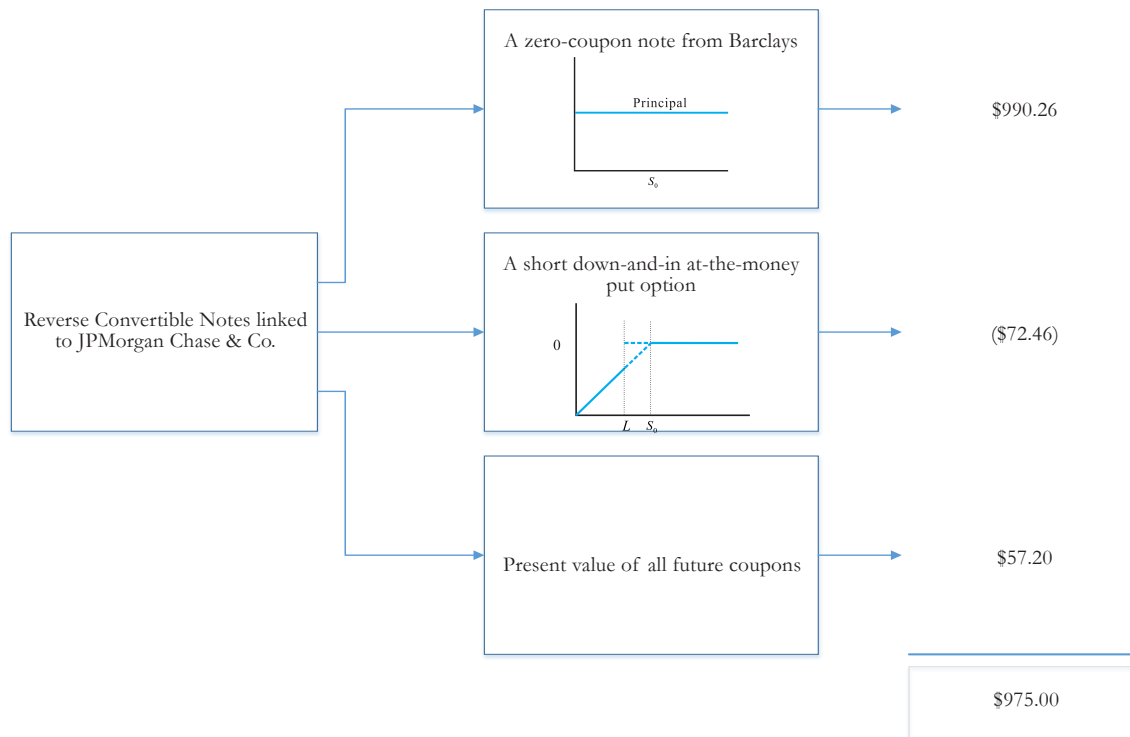 A zero-coupon note from Barclays
Principal
S₀
$990.26
Reverse Convertible Notes linked
to JPMorgan Chase & Co.
A short down-and-in at-the-money
put option
0
L S₀
($72.46)
Present value of all future coupons
$57.20
$975.00